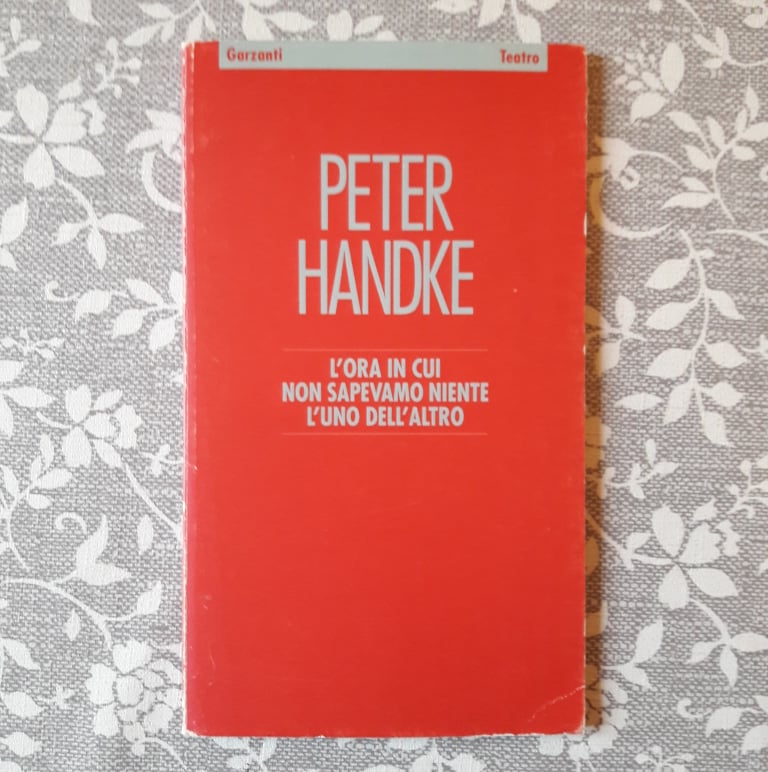 Garzanti Teatro
PETER
HANDKE
L'ORA IN CUI
NON SAPEVAMO NIENTE
L'UNO DELL'ALTRO